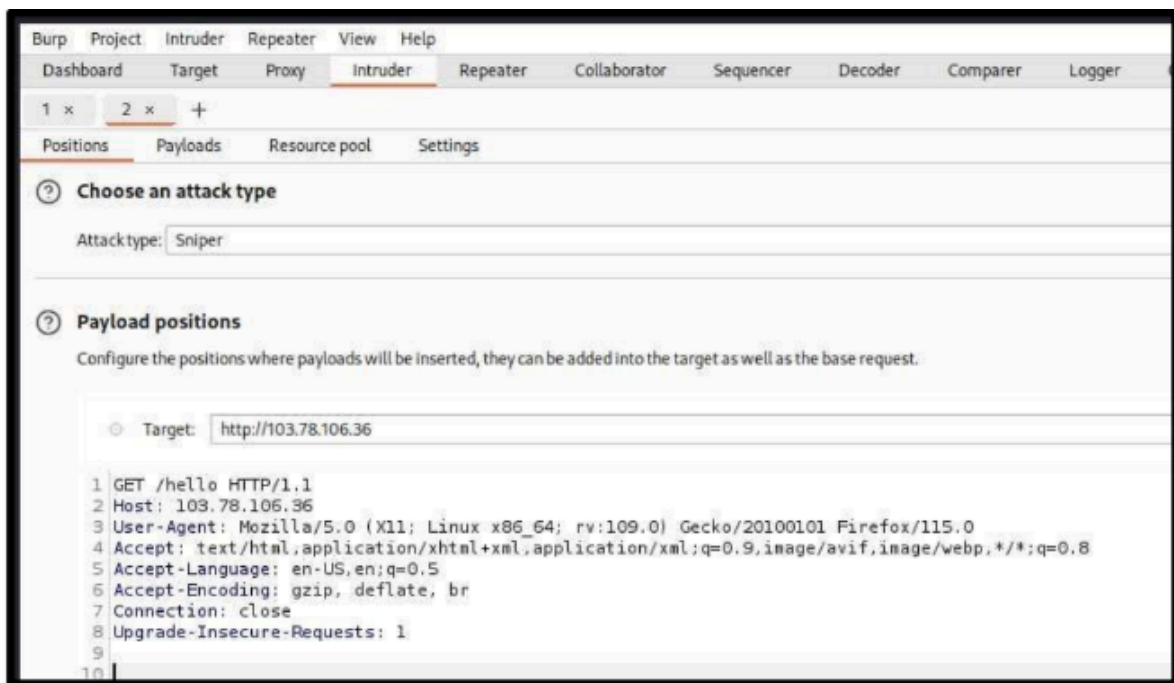 Burp Project Intruder Repeater View Help
Dashboard Target Proxy Intruder Repeater Collaborator Sequencer Decoder Comparer Logger
1 × 2 × +
Positions Payloads Resource pool Settings
? Choose an attack type
Attack type: Sniper
? Payload positions
Configure the positions where payloads will be inserted, they can be added into the target as well as the base request.
Target: http://103.78.106.36
1 GET /hello HTTP/1.1
2 Host: 103.78.106.36
3 User-Agent: Mozilla/5.0 (X11; Linux x86_64; rv:109.0) Gecko/20100101 Firefox/115.0
4 Accept: text/html,application/xhtml+xml,application/xml;q=0.9,image/avif,image/webp,*/*;q=0.8
5 Accept-Language: en-US,en;q=0.5
6 Accept-Encoding: gzip, deflate, br
7 Connection: close
8 Upgrade-Insecure-Requests: 1
9
10